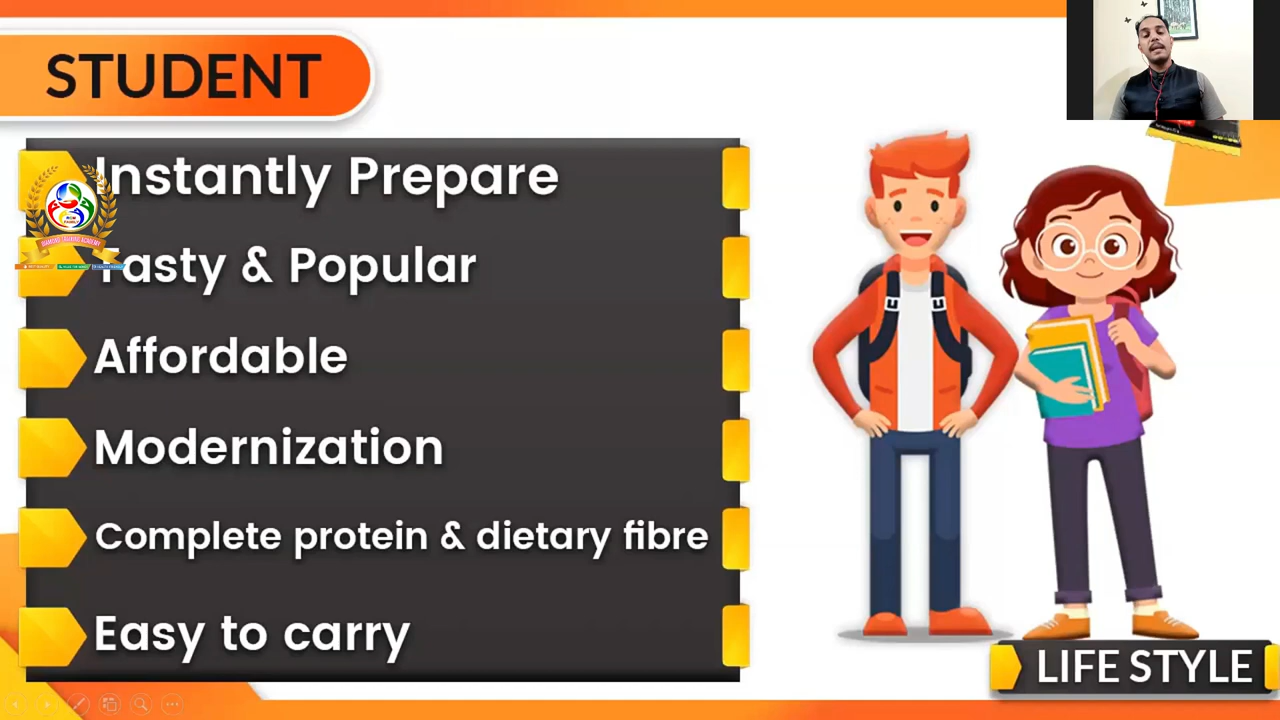 STUDENT
Instantly Prepare
Tasty & Popular
Affordable
Modernization
Complete protein & dietary fibre
Easy to carry
LIFE STYLE